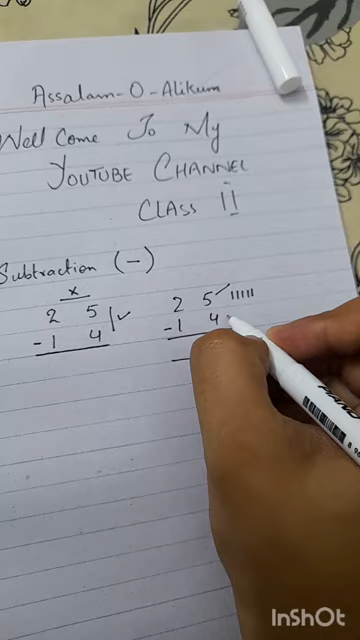 Assalam-O-Alikum
Well Come To My
YOUTUBE CHANNEL
CLASS II
Subtraction (-)
x
2 5 2 5
- 1 4 - 1 4
InShOt